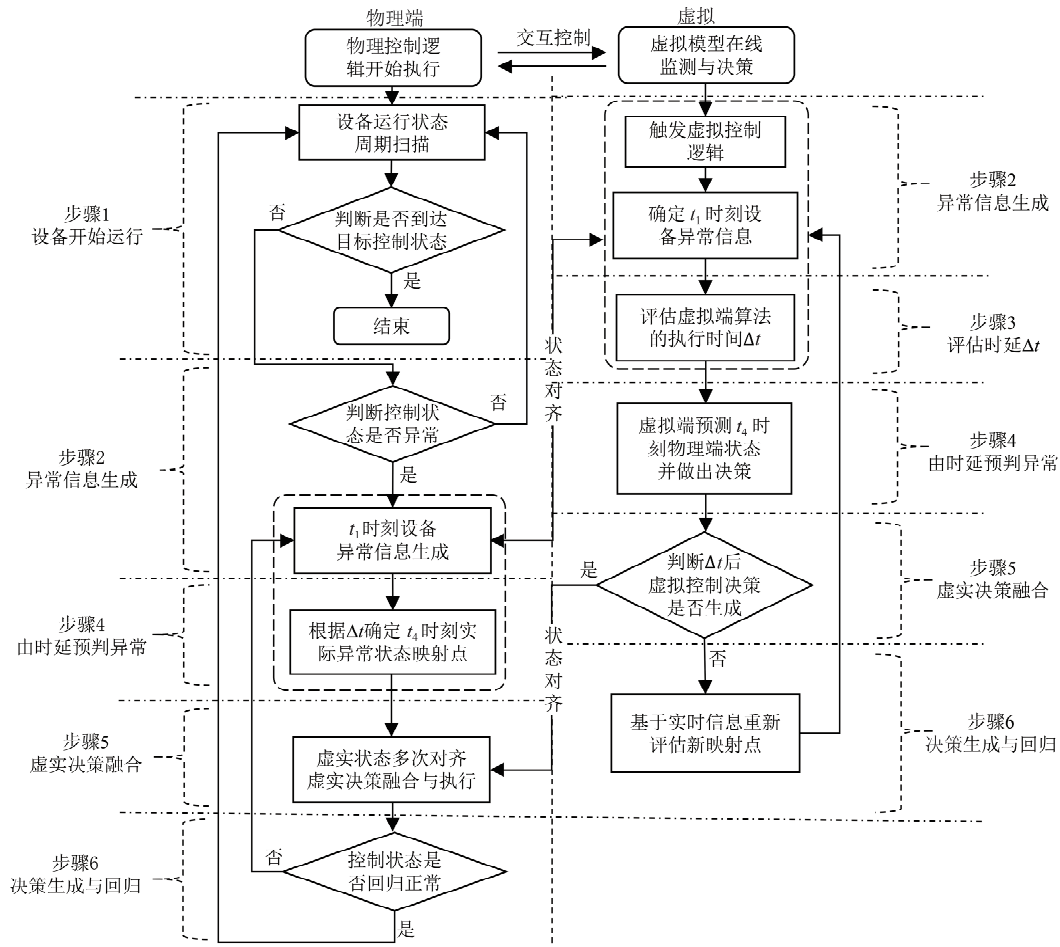 物理端
虚拟
物理控制逻
辑开始执行
交互控制
虚拟模型在线
监测与决策
步骤1
设备开始运行
设备运行状态
周期扫描
否
判断是否到达
目标控制状态
是
结束
步骤2
异常信息生成
判断控制状
态是否异常
否
是
t₁时刻设备
异常信息生成
步骤4
由时延预判异常
根据Δt确定 t₄ 时刻实
际异常状态映射点
步骤5
虚实决策融合
虚实状态多次对齐
虚实决策融合与执行
步骤6
决策生成与回归
否
控制状态是
否回归正常
是
状
态
对
齐
状
态
对
齐
触发虚拟控制
逻辑
确定 t₁ 时刻设
备异常信息
步骤2
异常信息生成
评估虚拟端算法
的执行时间Δt
步骤3
评估时延Δt
虚拟端预测 t₄ 时
刻物理端状态
并做出决策
步骤4
由时延预判异常
是
判断Δt后
虚拟控制决策
是否生成
否
步骤5
虚实决策融合
基于实时信息重新
评估新映射点
步骤6
决策生成与回归